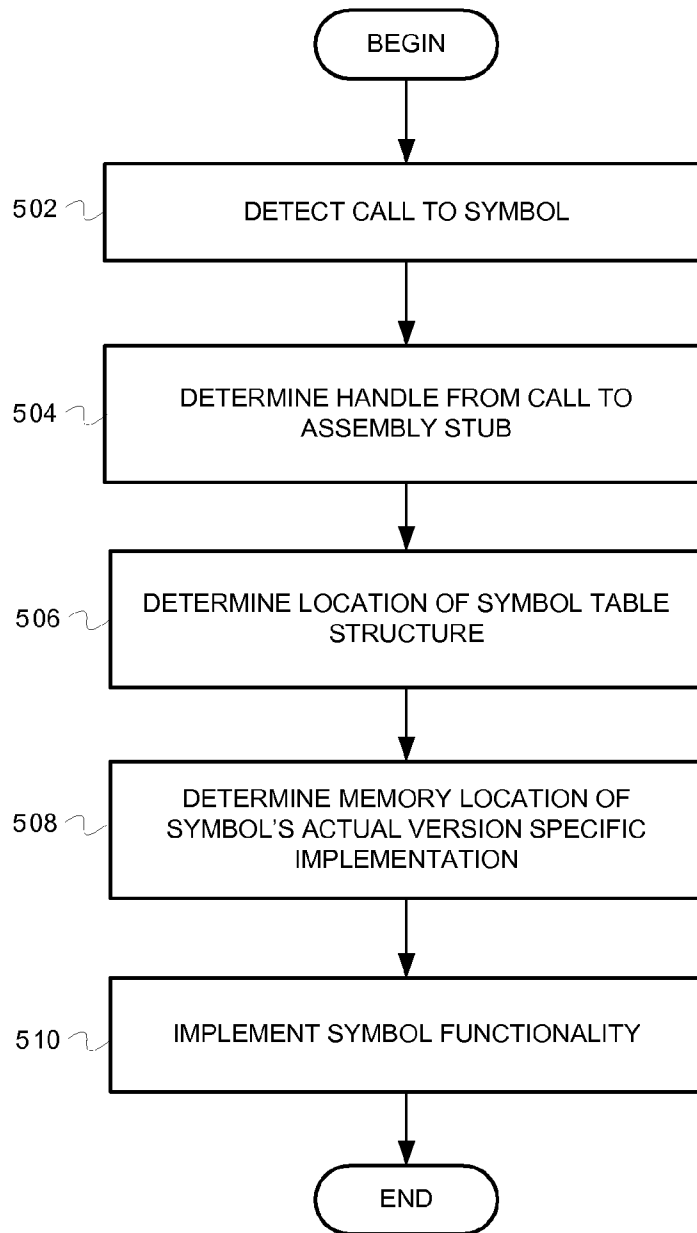 BEGIN
502
DETECT CALL TO SYMBOL
504
DETERMINE HANDLE FROM CALL TO
ASSEMBLY STUB
506
DETERMINE LOCATION OF SYMBOL TABLE
STRUCTURE
508
DETERMINE MEMORY LOCATION OF
SYMBOL'S ACTUAL VERSION SPECIFIC
IMPLEMENTATION
510
IMPLEMENT SYMBOL FUNCTIONALITY
END